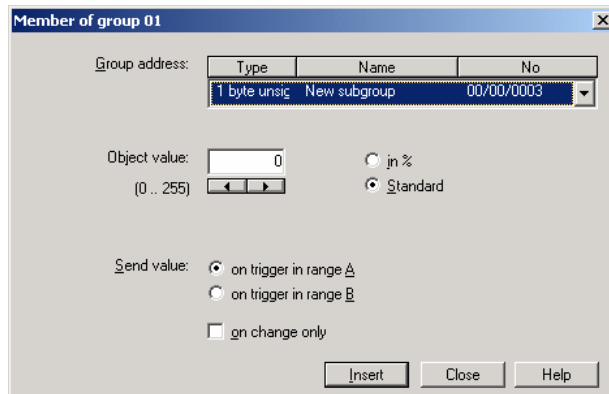 Member of group 01
Group address:
Type Name No
1 byte unsig New subgroup 00/00/0003
Object value: 0 in %
(0 .. 255) Standard
Send value: on trigger in range A
on trigger in range B
on change only
Insert Close Help